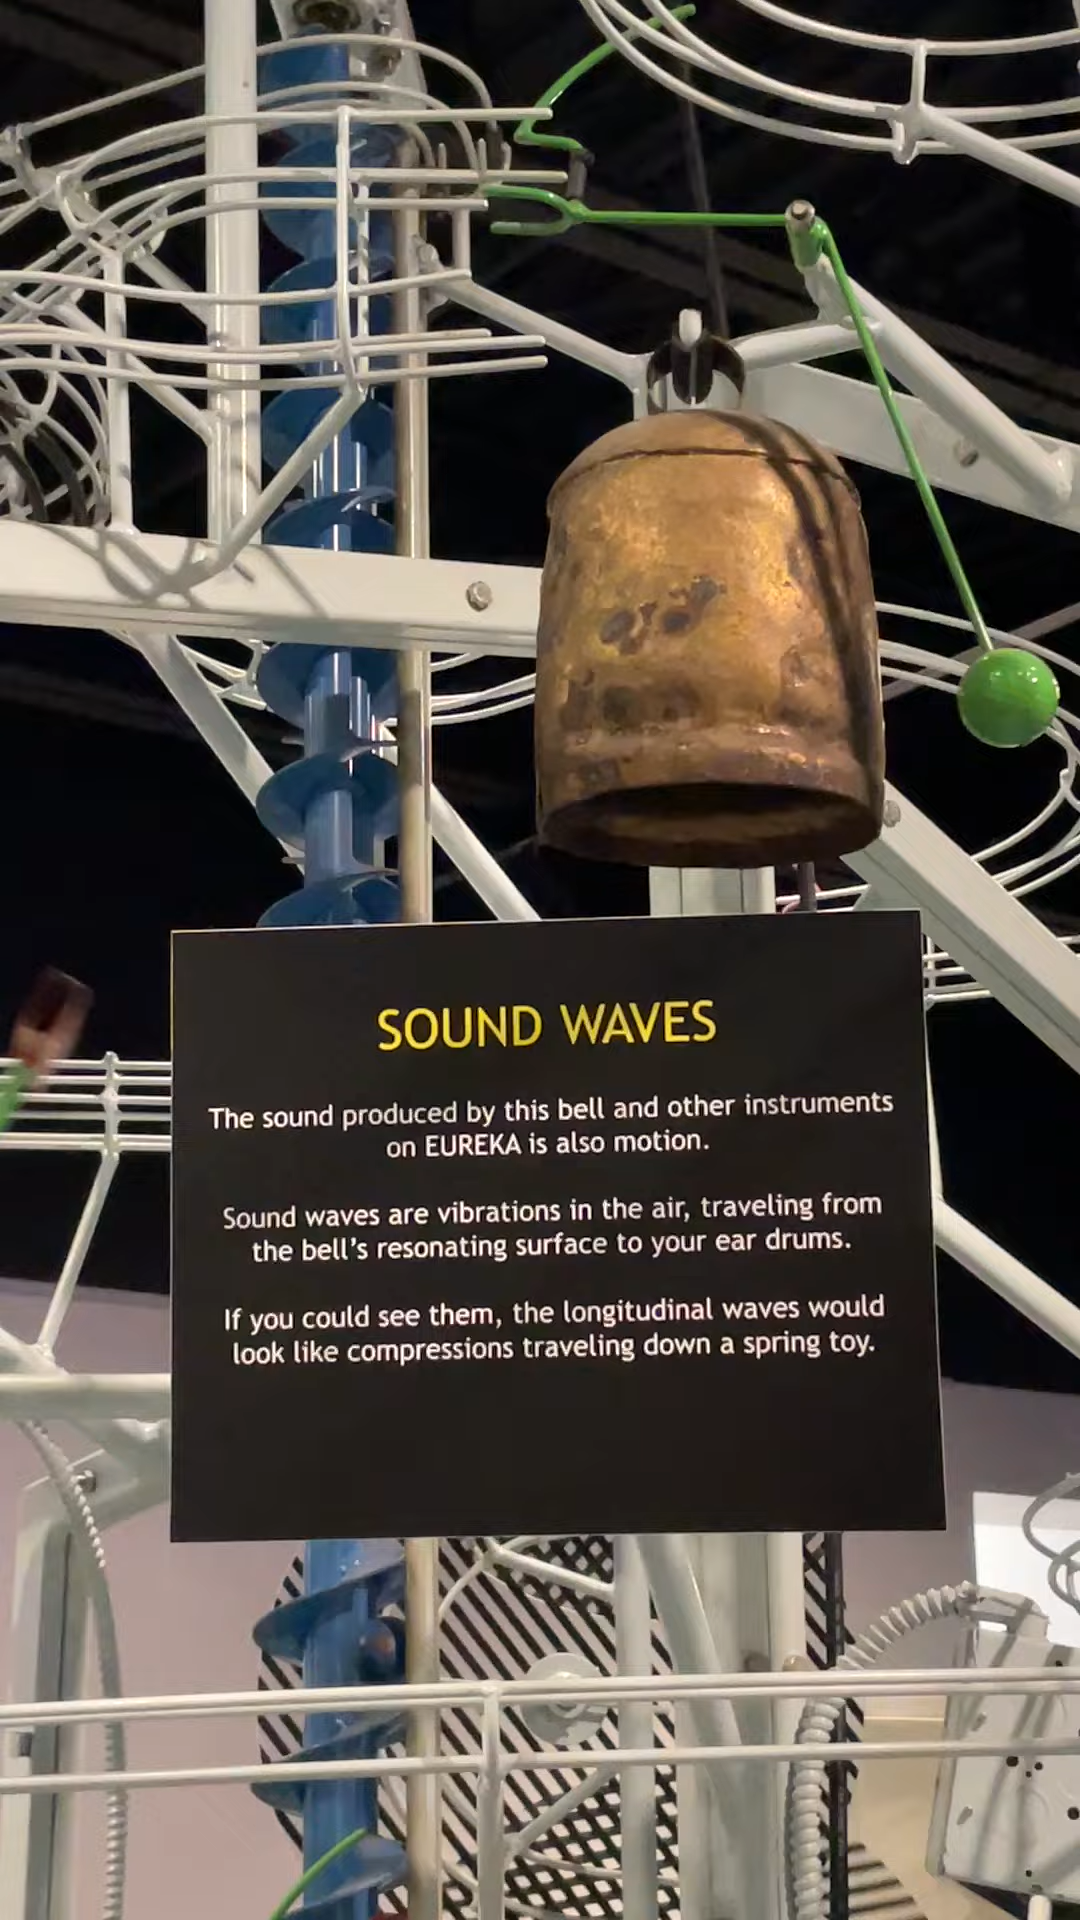 SOUND WAVES
The sound produced by this bell and other instruments
on EUREKA is also motion.
Sound waves are vibrations in the air, traveling from
the bell's resonating surface to your ear drums.
If you could see them, the longitudinal waves would
look like compressions traveling down a spring toy.